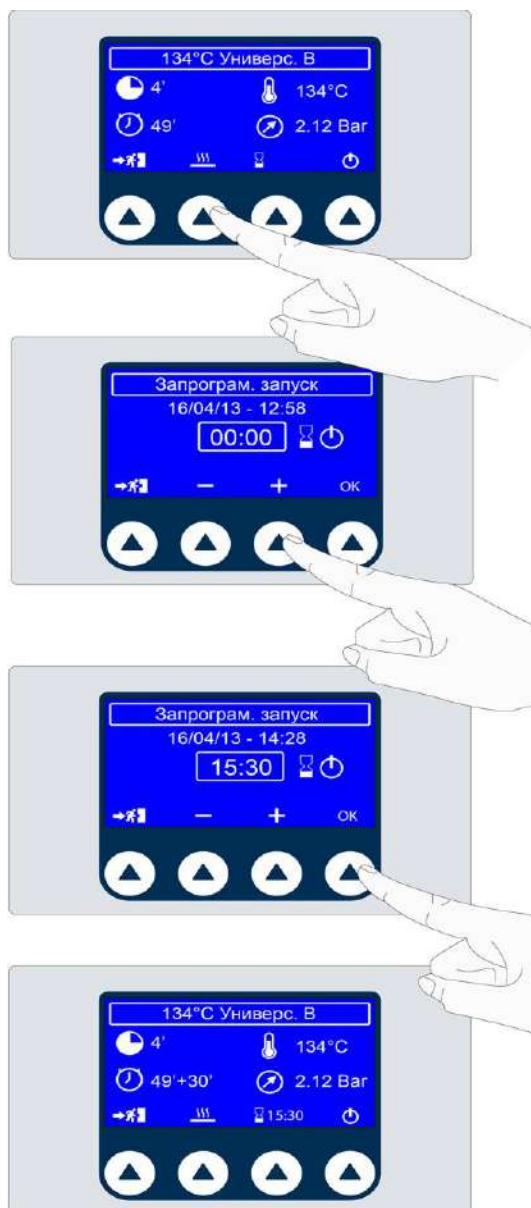 134°C Универс. В
4' 134°C
49' 2.12 Bar
Запрограм. запуск
16/04/13 - 12:58
00:00
− + OK
Запрограм. запуск
16/04/13 - 14:28
15:30
− + OK
134°C Универс. В
4' 134°C
49'+30' 2.12 Bar
15:30